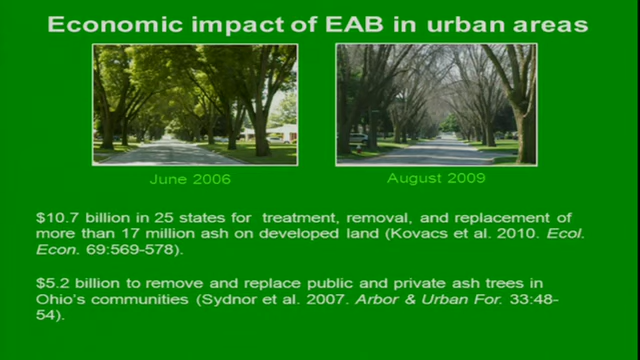 Economic impact of EAB in urban areas
June 2006
August 2009
$10.7 billion in 25 states for treatment, removal, and replacement of
more than 17 million ash on developed land (Kovacs et al. 2010. Ecol.
Econ. 69:569-578).
$5.2 billion to remove and replace public and private ash trees in
Ohio's communities (Sydnor et al. 2007. Arbor & Urban For. 33:48-
54).